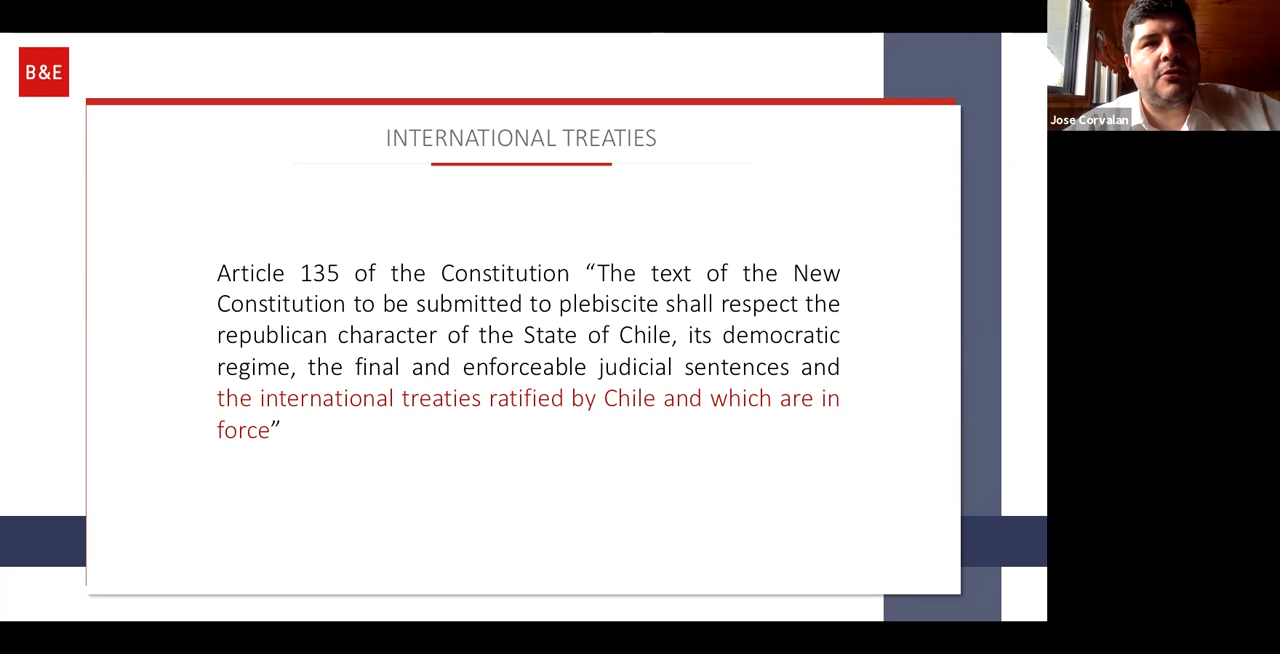 B&E
Jose Corvalan
INTERNATIONAL TREATIES
Article 135 of the Constitution “The text of the New
Constitution to be submitted to plebiscite shall respect the
republican character of the State of Chile, its democratic
regime, the final and enforceable judicial sentences and
the international treaties ratified by Chile and which are in
force”